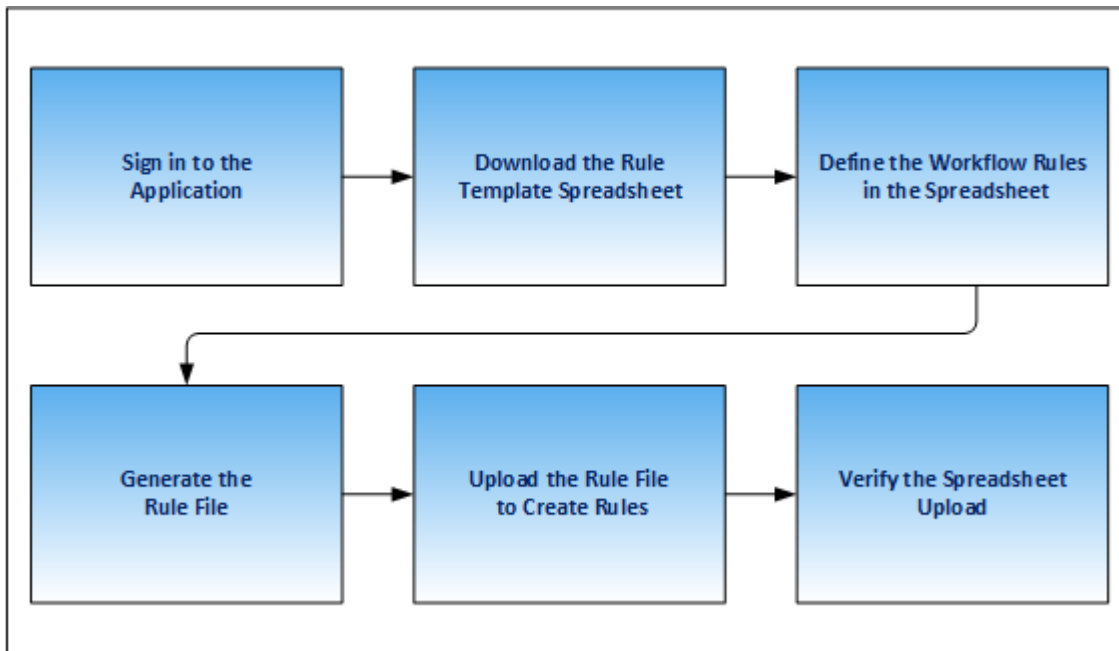 Sign in to the
Application
Download the Rule
Template Spreadsheet
Define the Workflow Rules
in the Spreadsheet
Generate the
Rule File
Upload the Rule File
to Create Rules
Verify the Spreadsheet
Upload